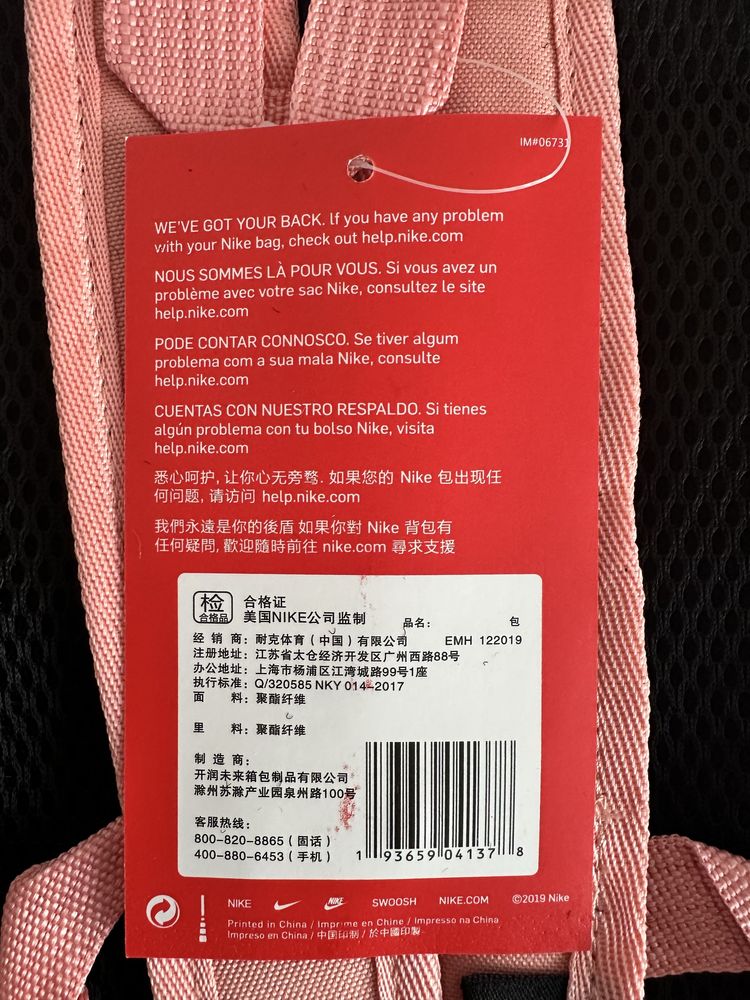 IM#06731
WE'VE GOT YOUR BACK. If you have any problem
with your Nike bag, check out help.nike.com
NOUS SOMMES LÀ POUR VOUS. Si vous avez un
problème avec votre sac Nike, consultez le site
help.nike.com
PODE CONTAR CONNOSCO. Se tiver algum
problema com a sua mala Nike, consulte
help.nike.com
CUENTAS CON NUESTRO RESPALDO. Si tienes
algún problema con tu bolso Nike, visita
help.nike.com
悉心呵护, 让你心无旁骛. 如果您的 Nike 包出现任
何问题, 请访问 help.nike.com
我們永遠是你的後盾 如果你對 Nike 背包有
任何疑問, 歡迎隨時前往 nike.com 尋求支援
检 合格证
合格品 美国NIKE公司监制 品名: 包
经销商: 耐克体育(中国)有限公司 EMH 122019
注册地址: 江苏省太仓经济开发区广州西路88号
办公地址: 上海市杨浦区江湾城路99号1座
执行标准: Q/320585 NKY 014-2017
面料: 聚酯纤维
里料: 聚酯纤维
制造商:
开润未来箱包制品有限公司
滁州苏滁产业园泉州路100号
客服热线:
800-820-8865(固话)
400-880-6453(手机)
1 93659 04137 8
NIKE NIKE SWOOSH NIKE.COM ©2019 Nike
Printed in China / Imprimé en Chine / Impresso na China
Impreso en China / 中国印制 / 於中國印製